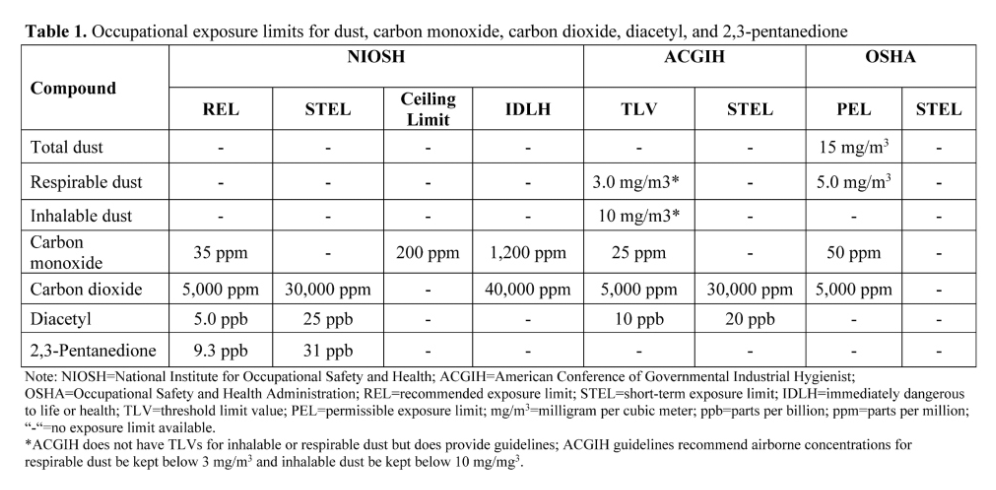 Table 1. Occupational exposure limits for dust, carbon monoxide, carbon dioxide, diacetyl, and 2,3-pentanedione
Compound NIOSH ACGIH OSHA
REL STEL Ceiling Limit IDLH TLV STEL PEL STEL
Total dust - - - - - - 15 mg/m³ -
Respirable dust - - - - 3.0 mg/m3* - 5.0 mg/m³ -
Inhalable dust - - - - 10 mg/m3* - - -
Carbon monoxide 35 ppm - 200 ppm 1,200 ppm 25 ppm - 50 ppm -
Carbon dioxide 5,000 ppm 30,000 ppm - 40,000 ppm 5,000 ppm 30,000 ppm 5,000 ppm -
Diacetyl 5.0 ppb 25 ppb - - 10 ppb 20 ppb - -
2,3-Pentanedione 9.3 ppb 31 ppb - - - - - -
Note: NIOSH=National Institute for Occupational Safety and Health; ACGIH=American Conference of Governmental Industrial Hygienist;
OSHA=Occupational Safety and Health Administration; REL=recommended exposure limit; STEL=short-term exposure limit; IDLH=immediately dangerous
to life or health; TLV=threshold limit value; PEL=permissible exposure limit; mg/m³=milligram per cubic meter; ppb=parts per billion; ppm=parts per million;
“-“=no exposure limit available.
*ACGIH does not have TLVs for inhalable or respirable dust but does provide guidelines; ACGIH guidelines recommend airborne concentrations for
respirable dust be kept below 3 mg/m³ and inhalable dust be kept below 10 mg/mg³.